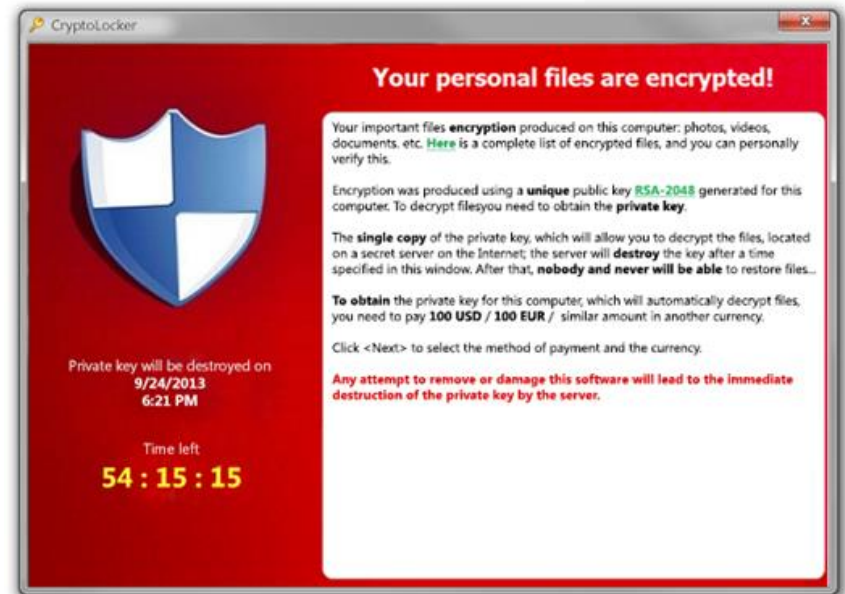 CryptoLocker
Your personal files are encrypted!
Your important files encryption produced on this computer: photos, videos,
documents. etc. Here is a complete list of encrypted files, and you can personally
verify this.
Encryption was produced using a unique public key RSA-2048 generated for this
computer. To decrypt filesyou need to obtain the private key.
The single copy of the private key, which will allow you to decrypt the files, located
on a secret server on the Internet; the server will destroy the key after a time
specified in this window. After that, nobody and never will be able to restore files...
To obtain the private key for this computer, which will automatically decrypt files,
you need to pay 100 USD / 100 EUR / similar amount in another currency.
Click <Next> to select the method of payment and the currency.
Any attempt to remove or damage this software will lead to the immediate
destruction of the private key by the server.
Private key will be destroyed on
9/24/2013
6:21 PM
Time left
54 : 15 : 15